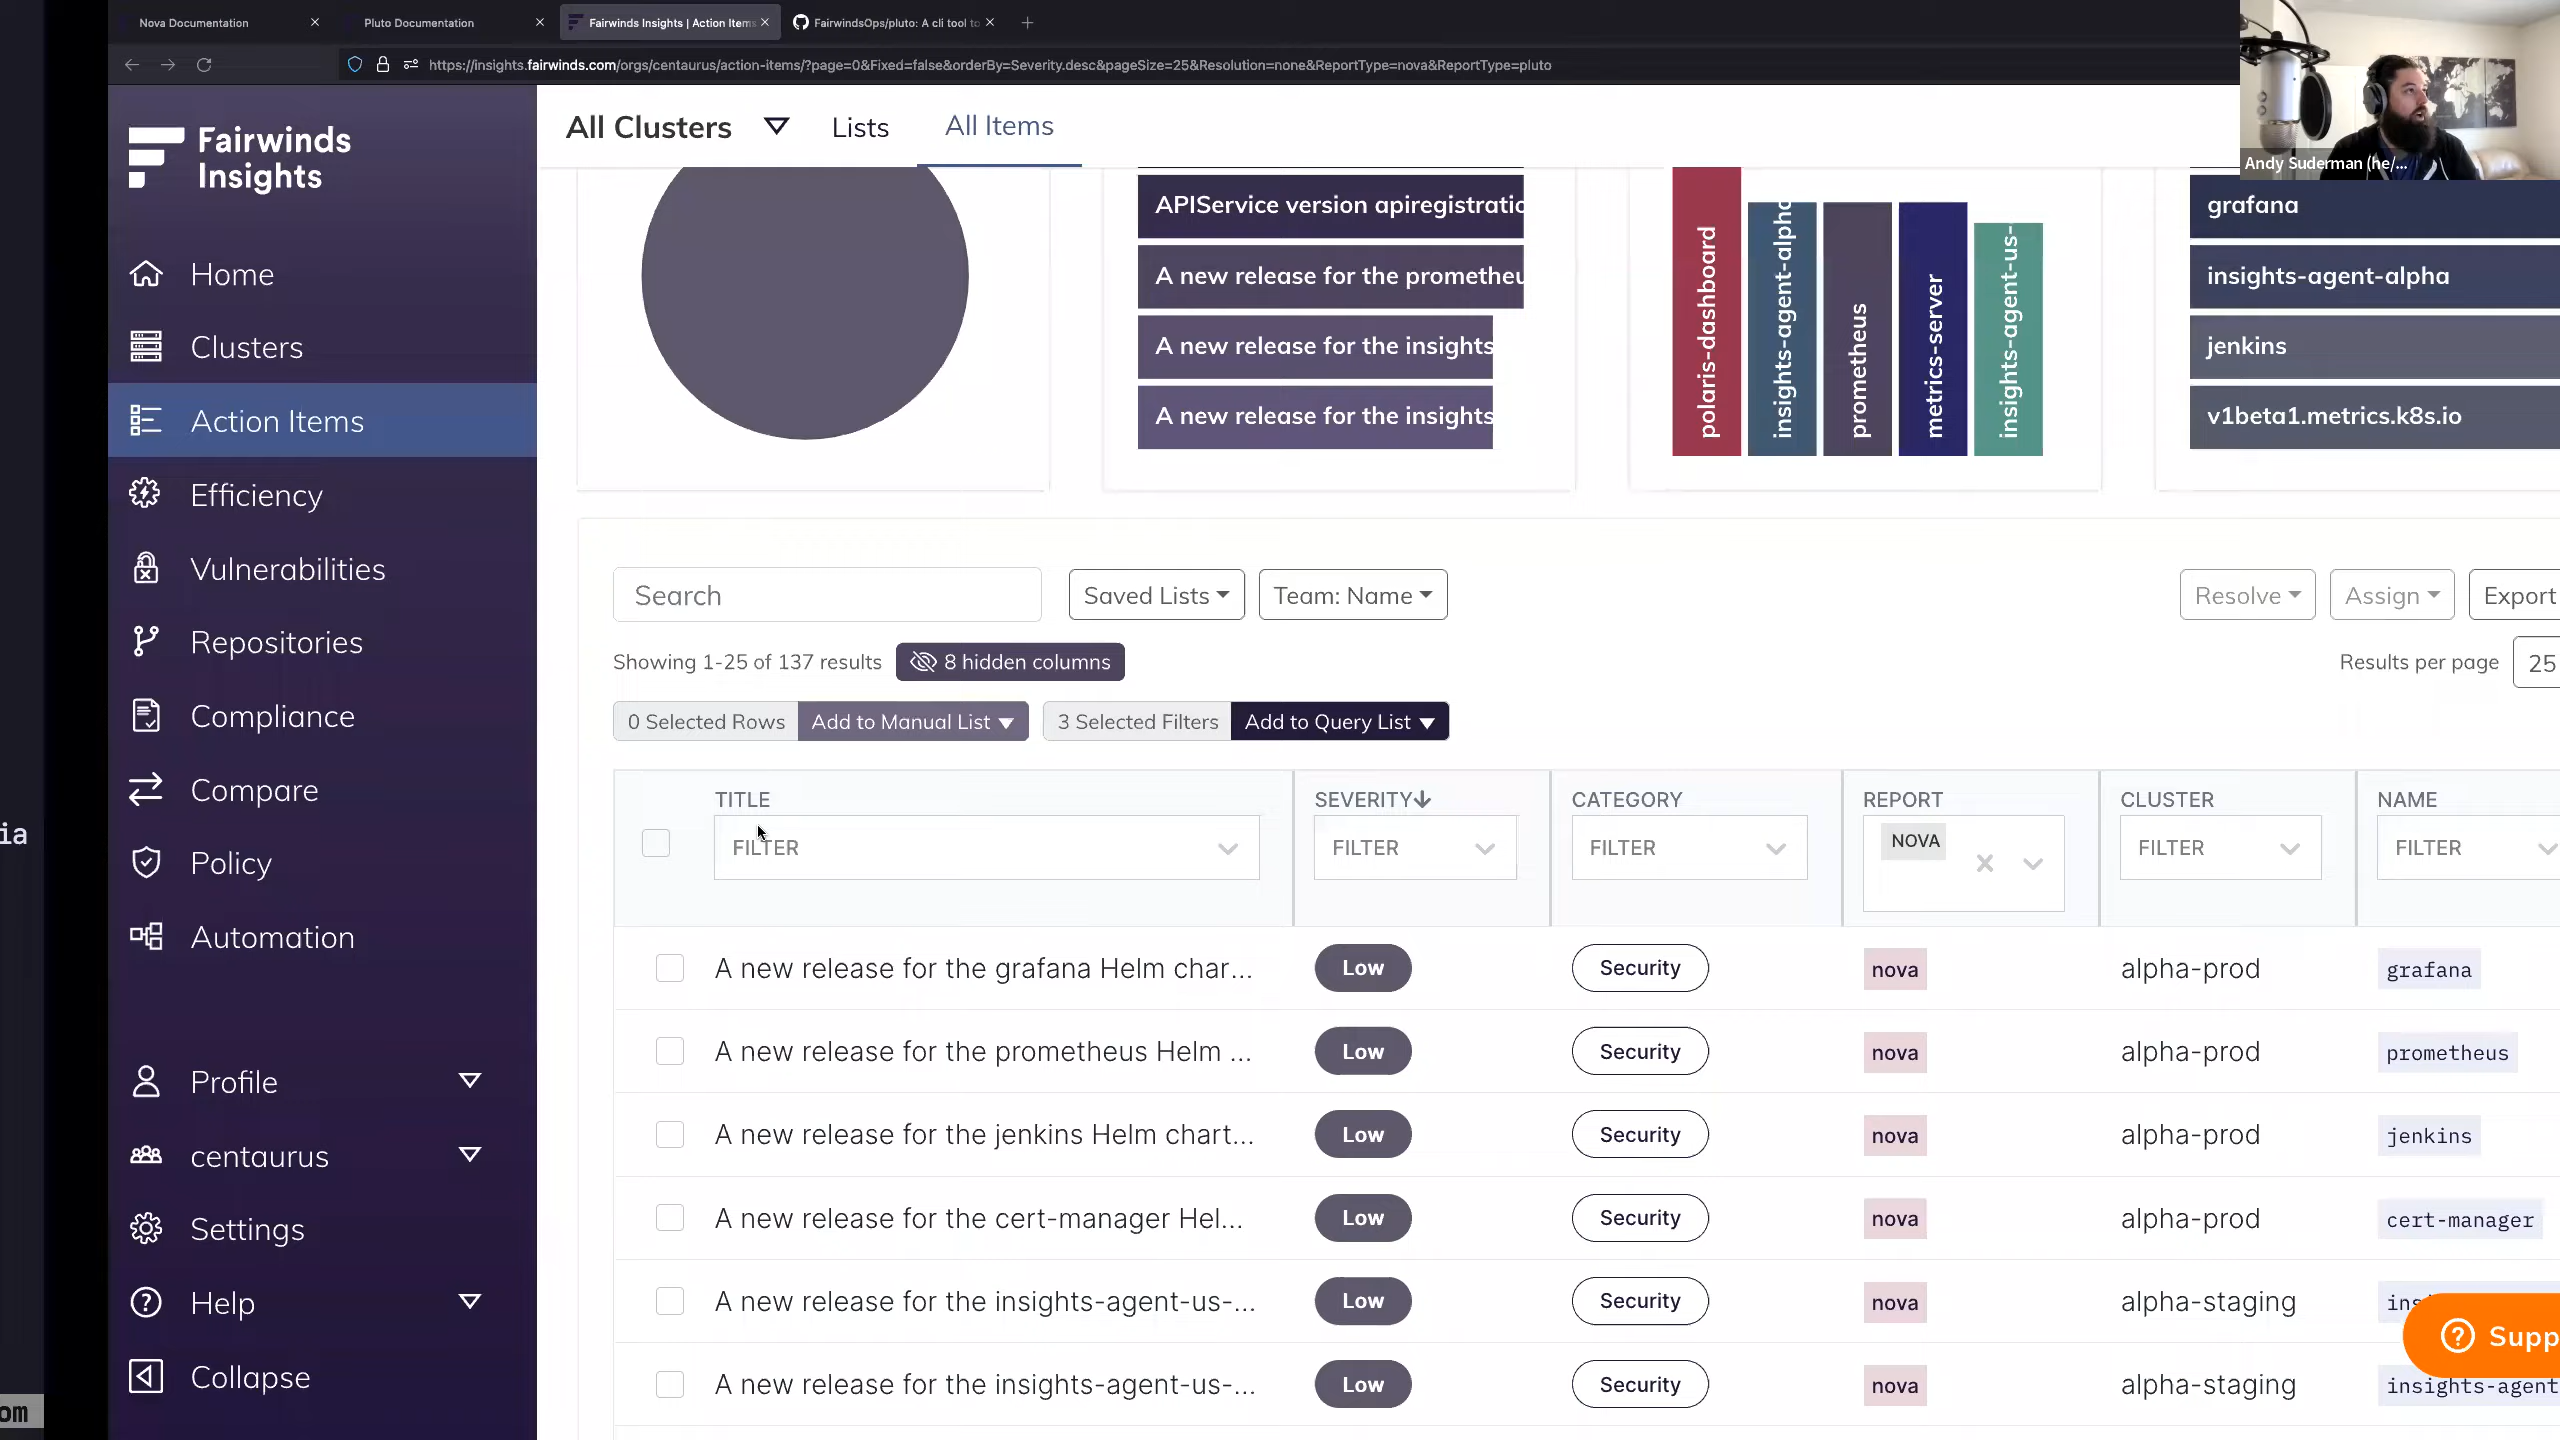 Nova Documentation
Pluto Documentation
Fairwinds Insights | Action Items
FairwindsOps/pluto: A cli tool to
https://insights.fairwinds.com/orgs/centaurus/action-items/?page=0&Fixed=false&orderBy=Severity.desc&pageSize=25&Resolution=none&ReportType=nova&ReportType=pluto
Andy Suderman (he/...
Fairwinds
Insights
Home
Clusters
Action Items
Efficiency
Vulnerabilities
Repositories
Compliance
Compare
Policy
Automation
Profile
centaurus
Settings
Help
Collapse
ia
om
All Clusters Lists All Items
APIService version apiregistratio
A new release for the prometheu
A new release for the insights
A new release for the insights
polaris-dashboard
insights-agent-alpha
prometheus
metrics-server
insights-agent-us-
grafana
insights-agent-alpha
jenkins
v1beta1.metrics.k8s.io
Search Saved Lists Team: Name Resolve Assign Export
Showing 1-25 of 137 results 8 hidden columns Results per page 25
0 Selected Rows Add to Manual List 3 Selected Filters Add to Query List
TITLE SEVERITY CATEGORY REPORT CLUSTER NAME
FILTER FILTER FILTER NOVA FILTER FILTER
A new release for the grafana Helm char... Low Security nova alpha-prod grafana
A new release for the prometheus Helm ... Low Security nova alpha-prod prometheus
A new release for the jenkins Helm chart... Low Security nova alpha-prod jenkins
A new release for the cert-manager Hel... Low Security nova alpha-prod cert-manager
A new release for the insights-agent-us-... Low Security nova alpha-staging ins
Supp
A new release for the insights-agent-us-... Low Security nova alpha-staging insights-agent